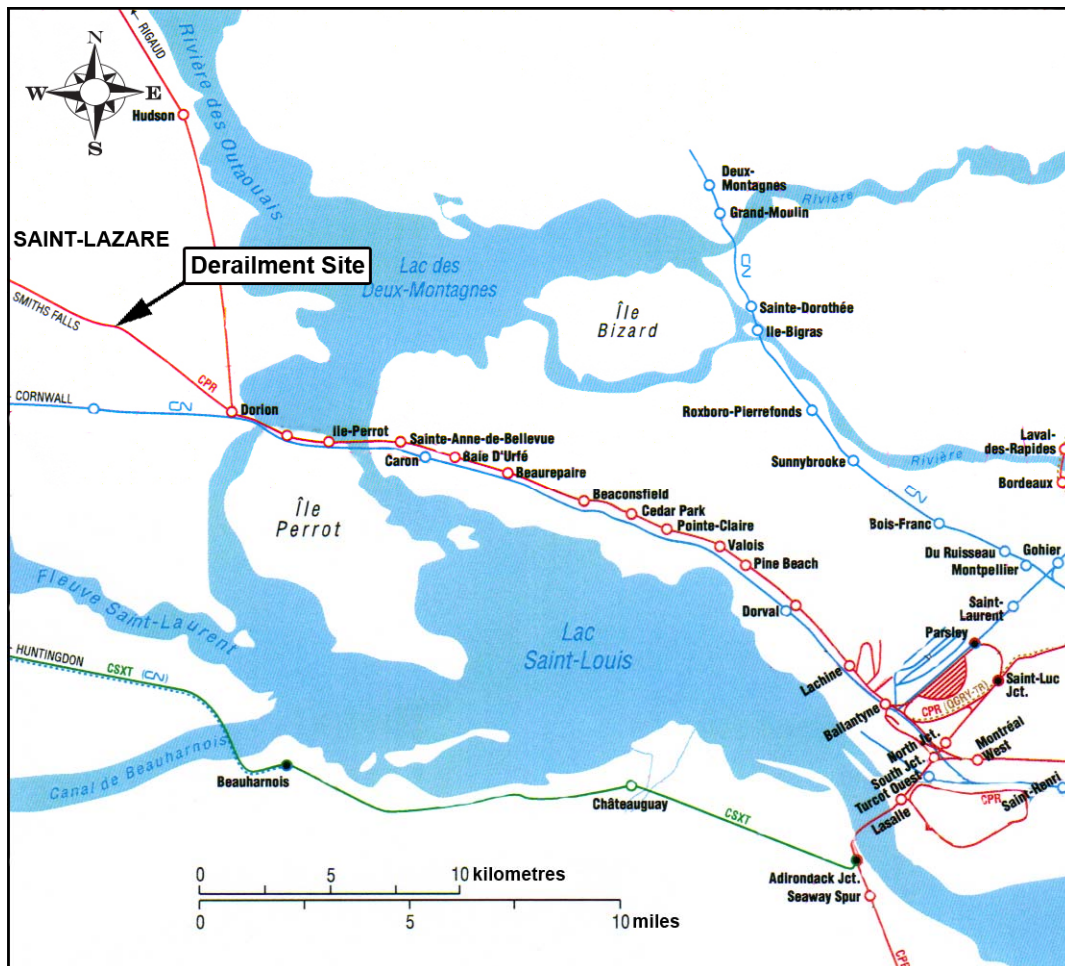 ← RIGAUD
N
W
E
S
Hudson
Rivière des Outaouais
Deux-
Montagnes
Grand-Moulin
Rivière
CN
SAINT-LAZARE
Derailment Site
Lac des
Deux-Montagnes
Île
Bizard
Sainte-Dorothée
Ile-Bigras
SMITHS FALLS
CPR
CORNWALL
CN
Dorion
Ile-Perrot
Sainte-Anne-de-Bellevue
Caron
Baie D'Urfé
Beaurepaire
Roxboro-Pierrefonds
Sunnybrooke
Rivière
Laval-
des-Rapides
Bordeaux
CN
Île
Perrot
Beaconsfield
Cedar Park
Pointe-Claire
Valois
Pine Beach
Dorval
Bois-Franc
Du Ruisseau
Montpellier
Gohier
Saint-
Laurent
Parsley
Fleuve Saint-Laurent
Lac
Saint-Louis
HUNTINGDON
CSXT (CN)
Lachine
Ballantyne
CPR (QGRY-TR)
Saint-Luc
Jct.
North Jct.
South Jct.
Montréal
West
Turcot Ouest
Lasalle
CPR
Saint-Henri
Canal de Beauharnois
Beauharnois
Châteauguay
CSXT
Adirondack Jct.
Seaway Spur
CPR
0 5 10 kilometres
0 5 10 miles